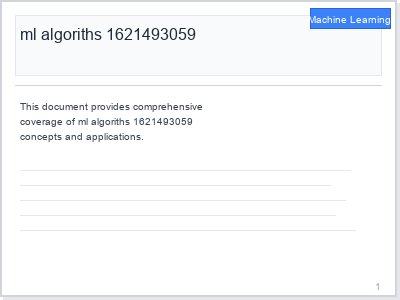 Machine Learning
ml algoriths 1621493059
This document provides comprehensive
coverage of ml algoriths 1621493059
concepts and applications.
1